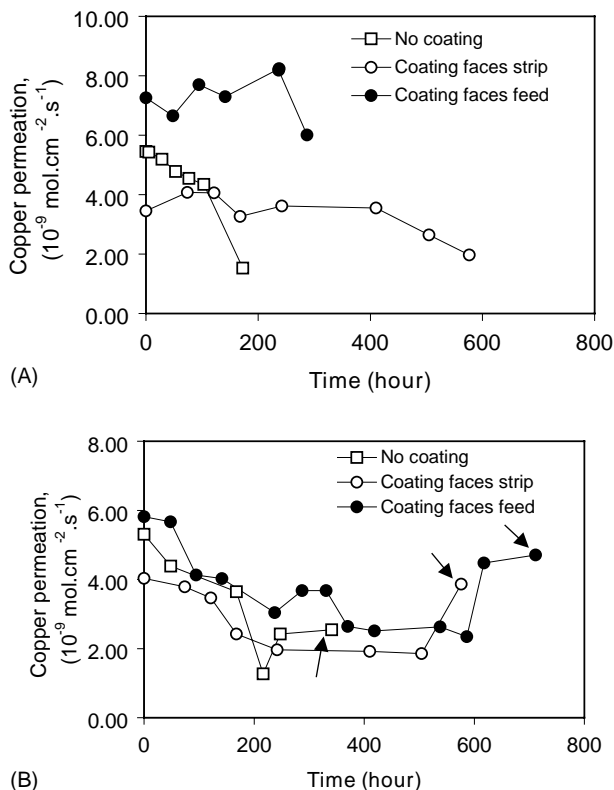 10.00
8.00
6.00
4.00
2.00
0.00
Copper permeation,
(10⁻⁹ mol.cm⁻².s⁻¹)
No coating
Coating faces strip
Coating faces feed
0 200 400 600 800
Time (hour)
(A)
8.00
6.00
4.00
2.00
0.00
Copper permeation,
(10⁻⁹ mol.cm⁻².s⁻¹)
No coating
Coating faces strip
Coating faces feed
0 200 400 600 800
Time (hour)
(B)